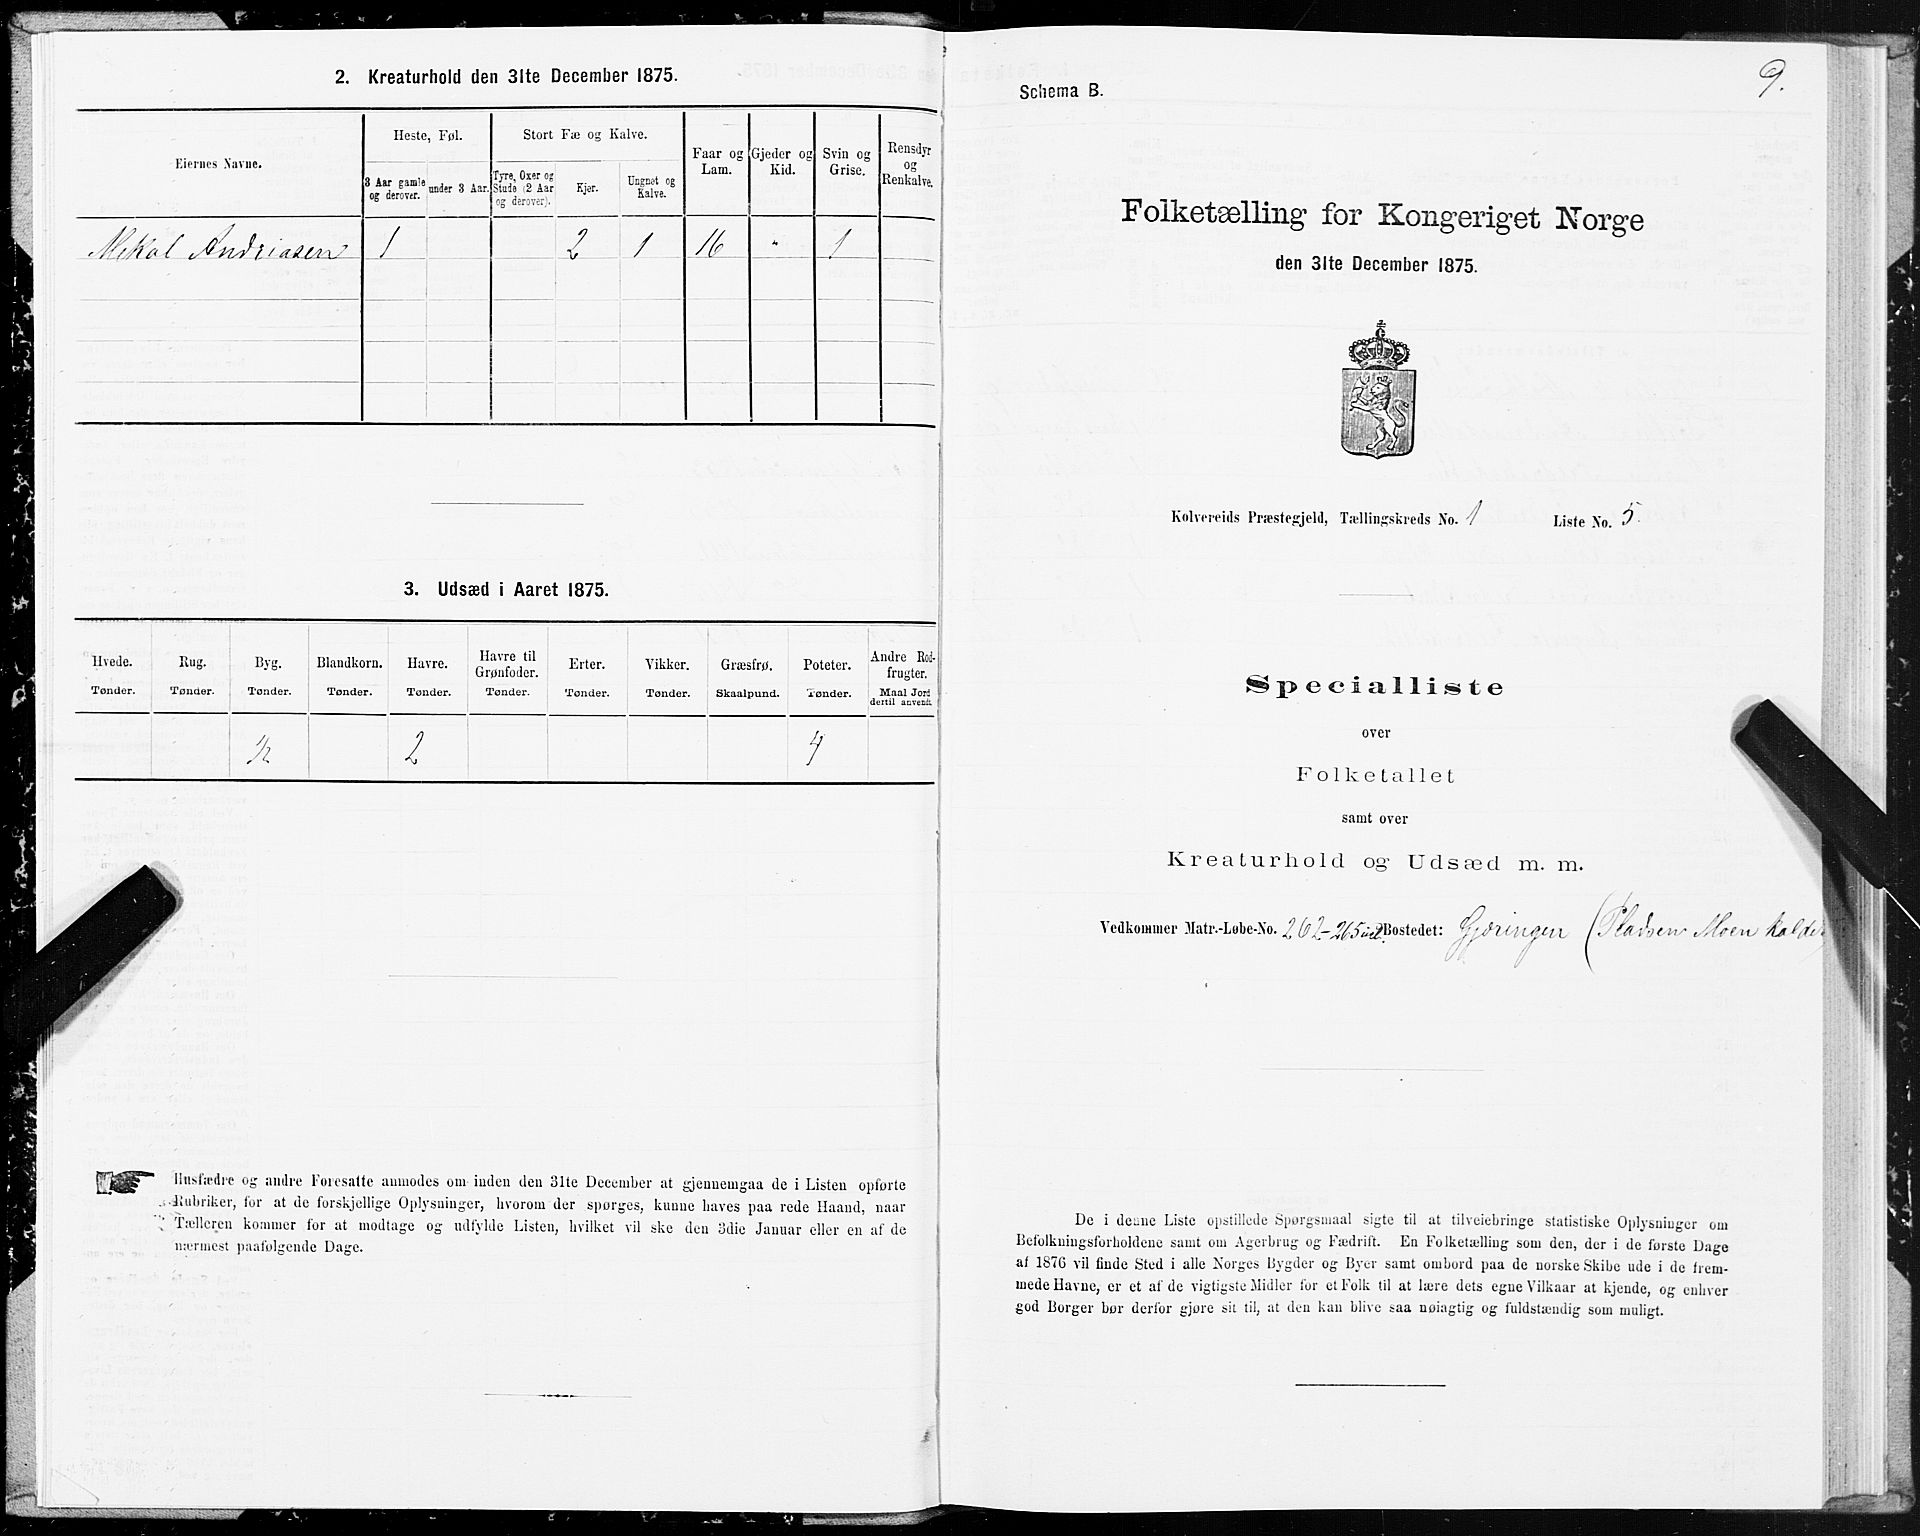 2. Kreaturhold den 31te December 1875.
Eiernes Navne.
Heste, Føl.
Stort Fæ og Kalve.
Faar og Lam.
Gjeder og Kid.
Svin og Grise.
Rensdyr og Renkalve.
3 Aar gamle og derover.
under 3 Aar.
Tyre, Oxer og Stude (2 Aar og derover).
Kjør.
Ungnøt og Kalve.
Mekal Andriasen 1 2 1 16 " 1
3. Udsæd i Aaret 1875.
Hvede. Rug. Byg. Blandkorn. Havre. Havre til Grønfoder. Erter. Vikker. Græsfrø. Poteter. Andre Rodfrugter.
Tønder. Tønder. Tønder. Tønder. Tønder. Tønder. Tønder. Tønder. Skaalpund. Tønder. Maal Jord dertil anvendt.
1/2 2 4
Husfædre og andre Foresatte anmodes om inden den 31te December at gjennemgaa de i Listen opførte
Rubriker, for at de forskjellige Oplysninger, hvorom der spørges, kunne haves paa rede Haand, naar
Tælleren kommer for at modtage og udfylde Listen, hvilket vil ske den 3die Januar eller en af de
nærmest paafølgende Dage.
9.
Schema B.
Folketælling for Kongeriget Norge
den 31te December 1875.
Kolvereids Præstegjeld, Tællingskreds No. 1 Liste No. 5.
Specialliste
over
Folketallet
samt over
Kreaturhold og Udsæd m. m.
Vedkommer Matr.-Løbe-No. 262-265 incl. Bostedet: Gjæringen (Pladsen Moen kaldes
De i denne Liste opstillede Spørgsmaal sigte til at tilveiebringe statistiske Oplysninger om
Befolkningsforholdene samt om Agerbrug og Fædrift. En Folketælling som den, der i de første Dage
af 1876 vil finde Sted i alle Norges Bygder og Byer samt ombord paa de norske Skibe ude i de frem-
mede Havne, er et af de vigtigste Midler for et Folk til at lære dets egne Vilkaar at kjende, og enhver
god Borger bør derfor gjøre sit til, at den kan blive saa nøiagtig og fuldstændig som muligt.